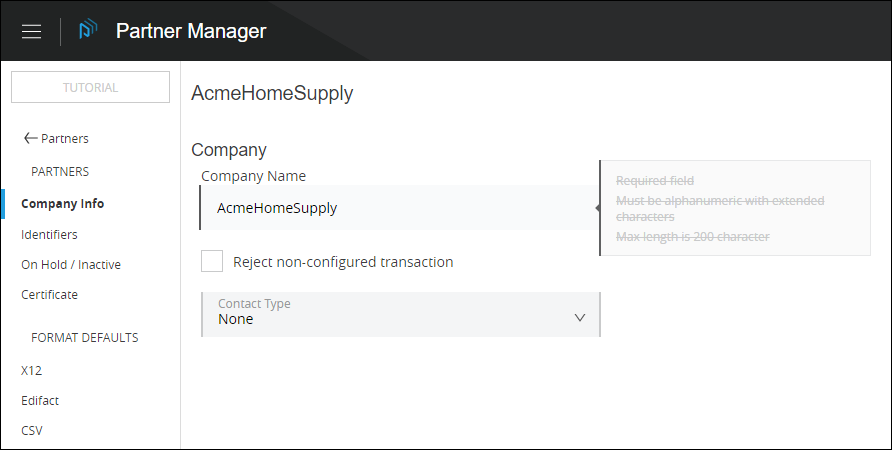 Partner Manager
TUTORIAL
Partners
PARTNERS
Company Info
Identifiers
On Hold / Inactive
Certificate
FORMAT DEFAULTS
X12
Edifact
CSV
AcmeHomeSupply
Company
Company Name
AcmeHomeSupply
Required field
Must be alphanumeric with extended
characters
Max length is 200 character
Reject non-configured transaction
Contact Type
None